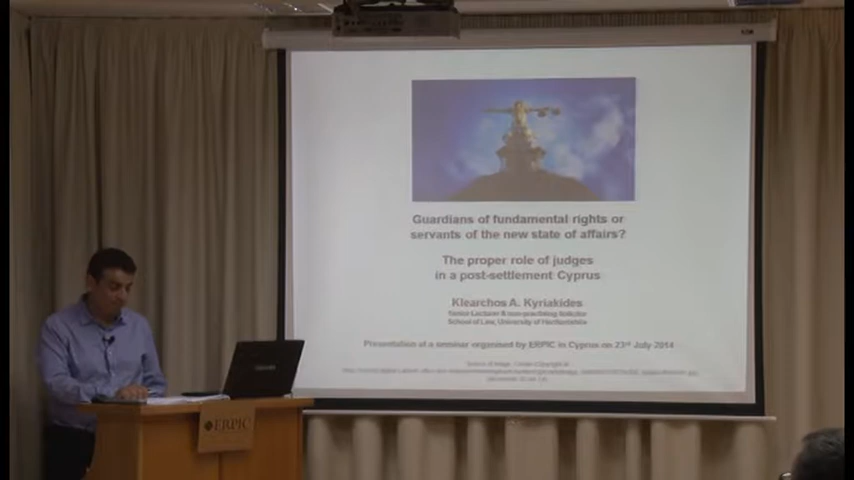 Guardians of fundamental rights or
servants of the new state of affairs?
The proper role of judges
in a post-settlement Cyprus
Klearchos A. Kyriakides
Senior Lecturer & non-practising Solicitor
School of Law, University of Hertfordshire
Presentation at a seminar organised by ERPIC in Cyprus on 23rd July 2014
ERPIC